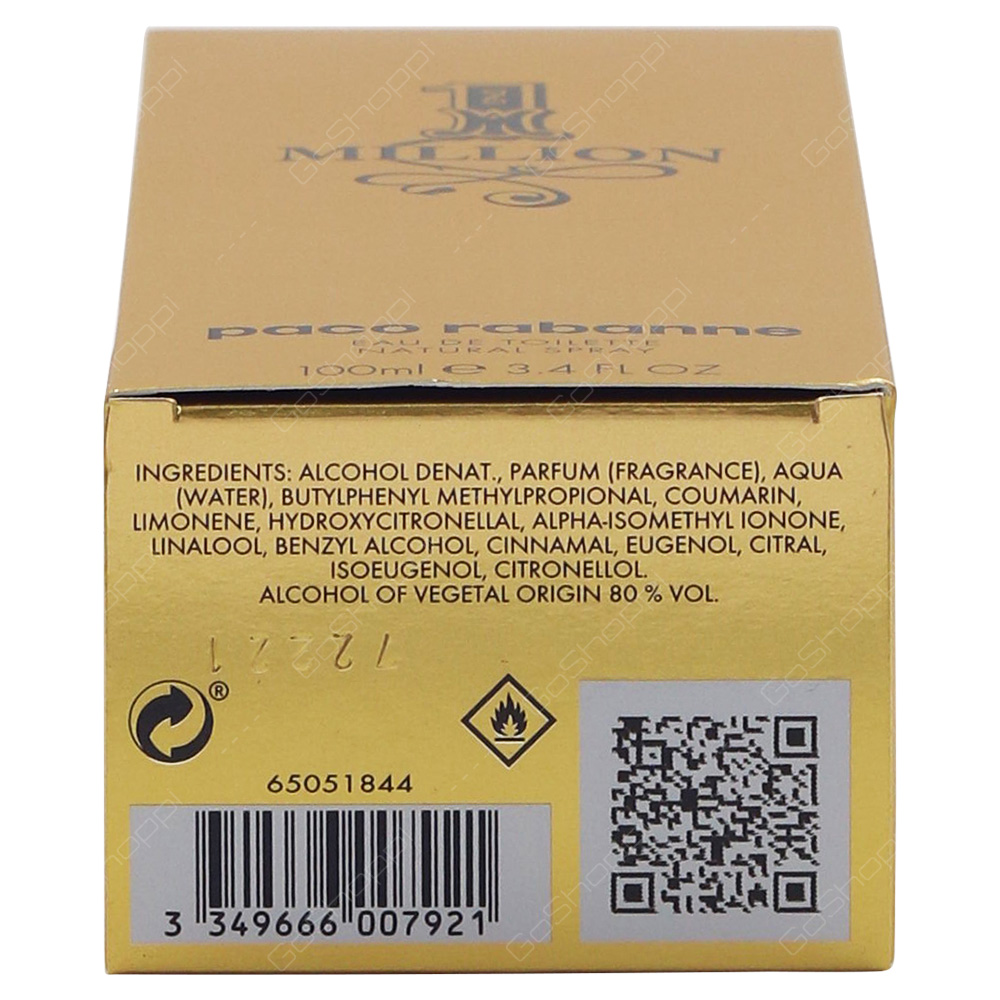 1
MILLION
paco rabanne
EAU DE TOILETTE
NATURAL SPRAY
100ml e 3.4 FL OZ
INGREDIENTS: ALCOHOL DENAT., PARFUM (FRAGRANCE), AQUA
(WATER), BUTYLPHENYL METHYLPROPIONAL, COUMARIN,
LIMONENE, HYDROXYCITRONELLAL, ALPHA-ISOMETHYL IONONE,
LINALOOL, BENZYL ALCOHOL, CINNAMAL, EUGENOL, CITRAL,
ISOEUGENOL, CITRONELLOL.
ALCOHOL OF VEGETAL ORIGIN 80 % VOL.
®
65051844
3 349666 007921
GoShoppi